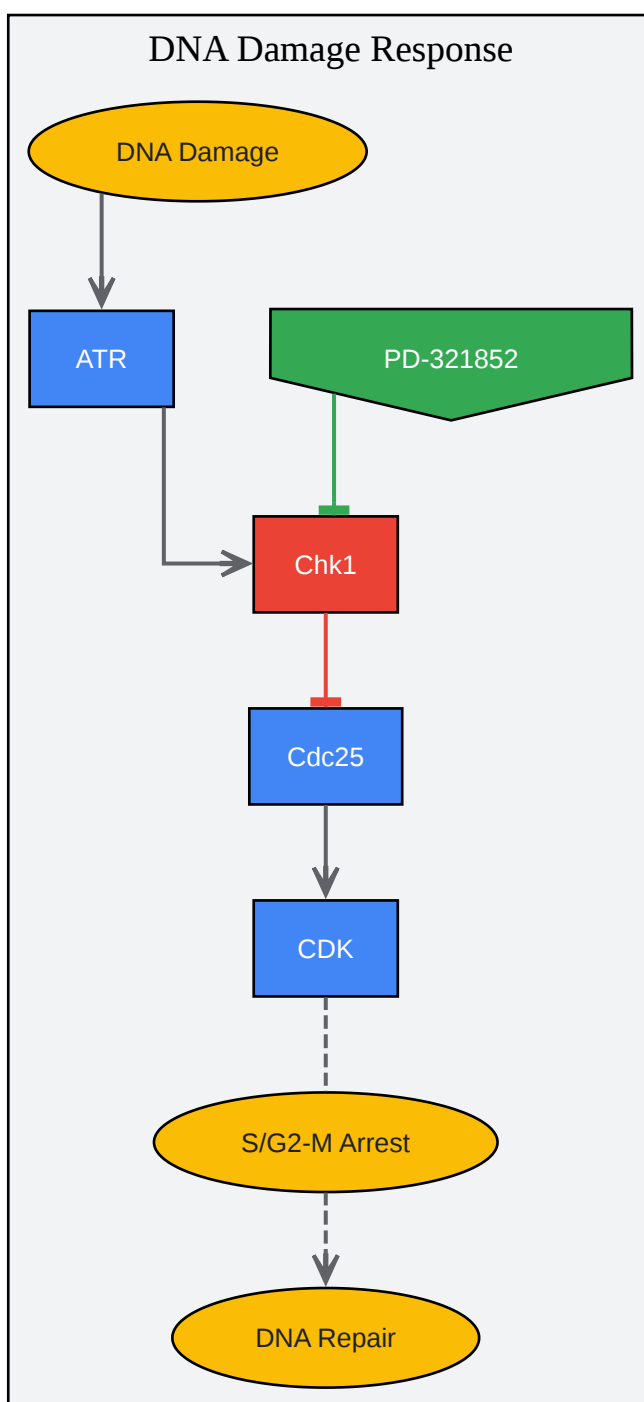 DNA Damage Response
DNA Damage
ATR
PD-321852
Chk1
Cdc25
CDK
S/G2-M Arrest
DNA Repair